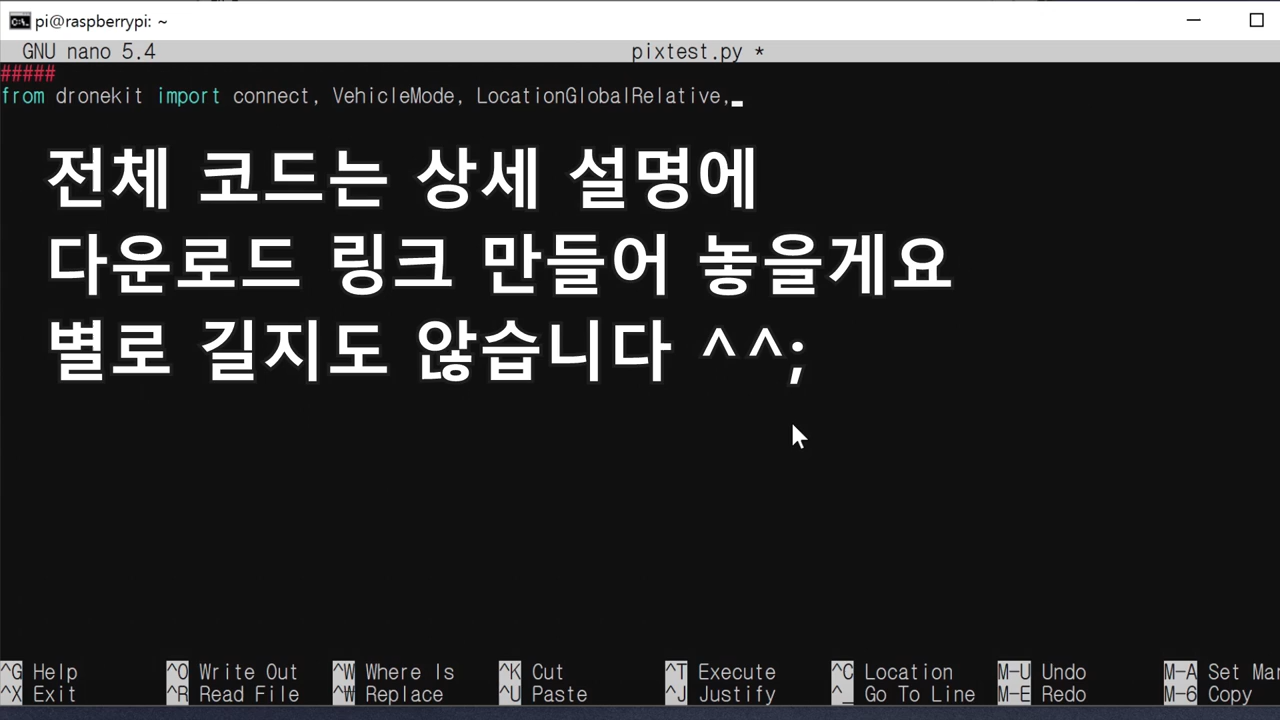 pi@raspberrypi: ~
GNU nano 5.4 pixtest.py *
#####
from dronekit import connect, VehicleMode, LocationGlobalRelative,
전체 코드는 상세 설명에
다운로드 링크 만들어 놓을게요
별로 길지도 않습니다 ^^;
^G Help ^O Write Out ^W Where Is ^K Cut ^T Execute ^C Location M-U Undo M-A Set Mar
^X Exit ^R Read File ^\ Replace ^U Paste ^J Justify ^_ Go To Line M-E Redo M-6 Copy